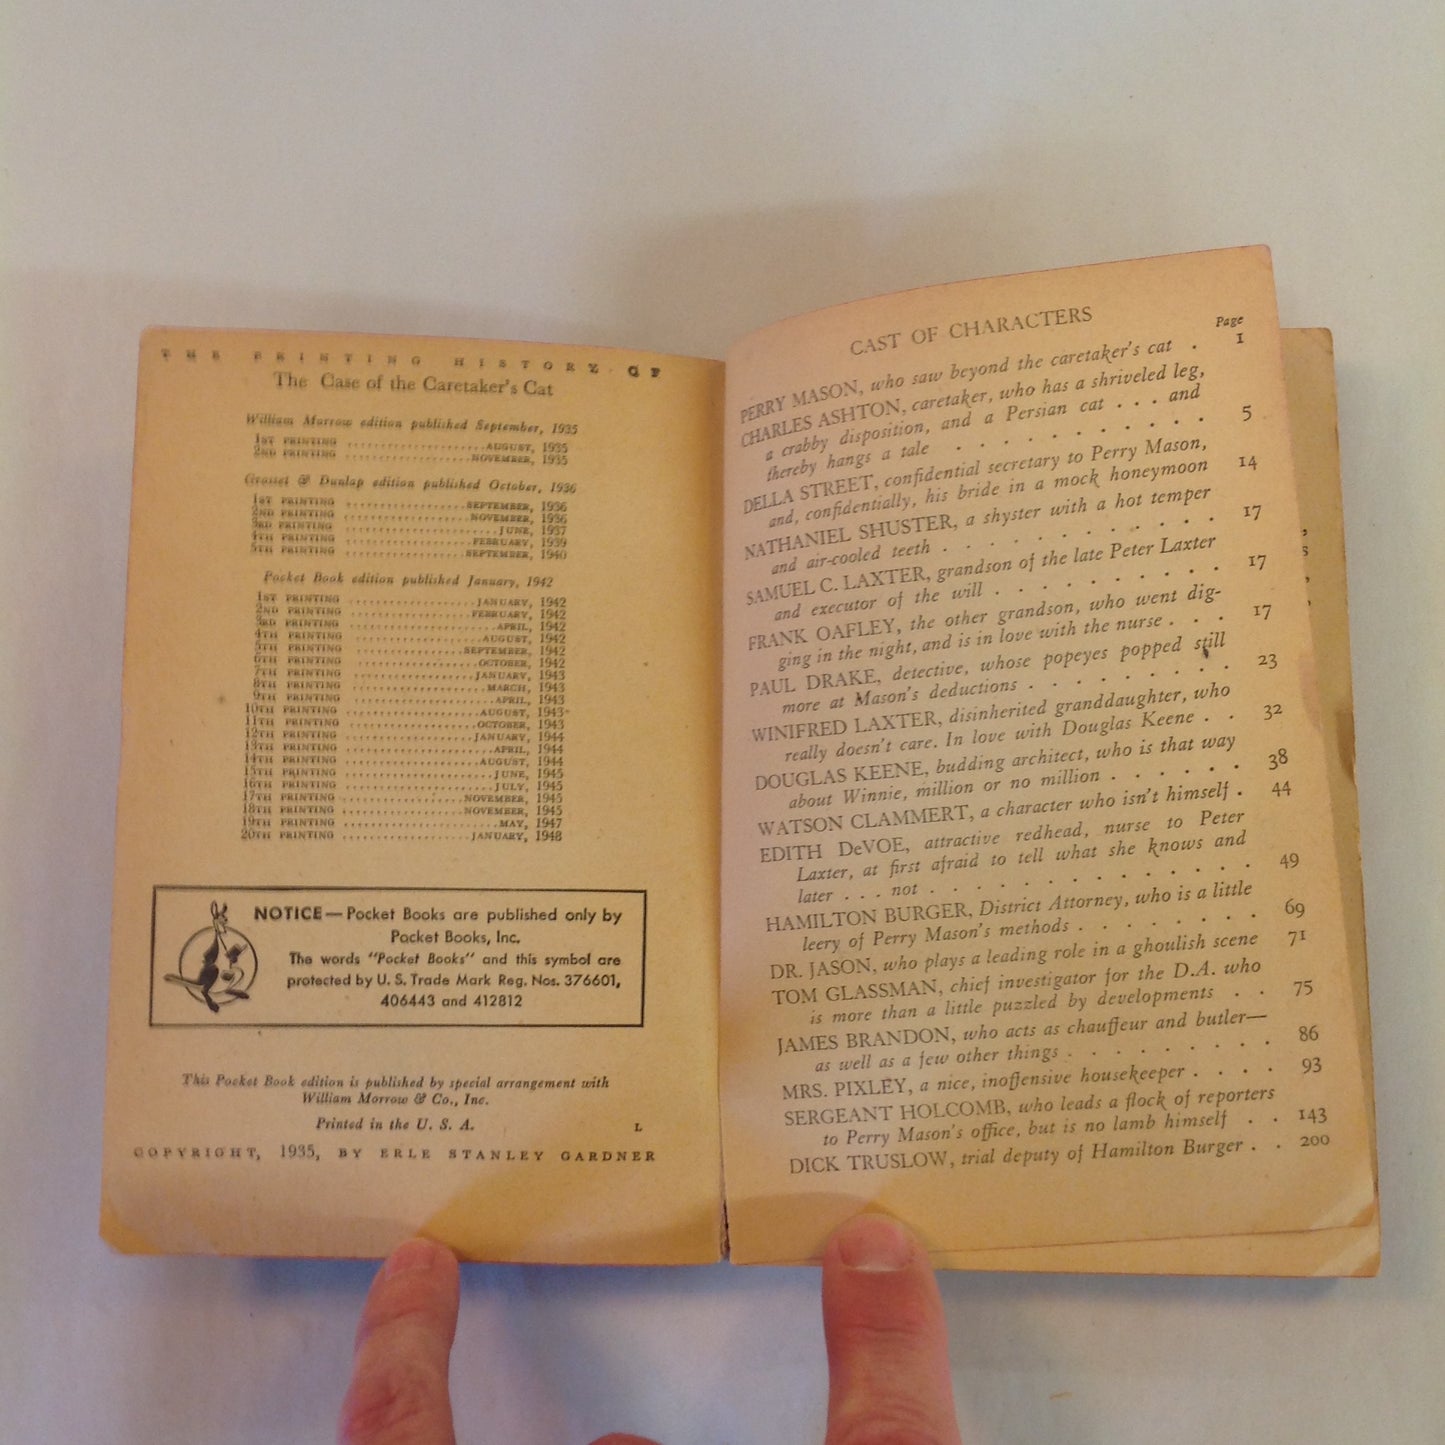 THE PRINTING HISTORY OF
The Case of the Caretaker's Cat
William Morrow edition published September, 1935
1ST PRINTING ....................AUGUST, 1935
2ND PRINTING ..................NOVEMBER, 1935
Grosset & Dunlap edition published October, 1936
1ST PRINTING .................SEPTEMBER, 1936
2ND PRINTING .................NOVEMBER, 1936
3RD PRINTING .....................JUNE, 1937
4TH PRINTING .................FEBRUARY, 1939
5TH PRINTING ................SEPTEMBER, 1940
Pocket Book edition published January, 1942
1ST PRINTING ..................JANUARY, 1942
2ND PRINTING .................FEBRUARY, 1942
3RD PRINTING ....................APRIL, 1942
4TH PRINTING ...................AUGUST, 1942
5TH PRINTING ................SEPTEMBER, 1942
6TH PRINTING ..................OCTOBER, 1942
7TH PRINTING ..................JANUARY, 1943
8TH PRINTING ....................MARCH, 1943
9TH PRINTING ....................APRIL, 1943
10TH PRINTING ..................AUGUST, 1943
11TH PRINTING .................OCTOBER, 1943
12TH PRINTING .................JANUARY, 1944
13TH PRINTING ...................APRIL, 1944
14TH PRINTING ..................AUGUST, 1944
15TH PRINTING ....................JUNE, 1945
16TH PRINTING ....................JULY, 1945
17TH PRINTING ................NOVEMBER, 1945
18TH PRINTING ................NOVEMBER, 1945
19TH PRINTING .....................MAY, 1947
20TH PRINTING .................JANUARY, 1948
NOTICE—Pocket Books are published only by
Pocket Books, Inc.
The words "Pocket Books" and this symbol are
protected by U. S. Trade Mark Reg. Nos. 376601,
406443 and 412812
This Pocket Book edition is published by special arrangement with
William Morrow & Co., Inc.
Printed in the U. S. A.
L
COPYRIGHT, 1935, BY ERLE STANLEY GARDNER
CAST OF CHARACTERS
Page
PERRY MASON, who saw beyond the caretaker's cat . 1
CHARLES ASHTON, caretaker, who has a shriveled leg,
a crabby disposition, and a Persian cat . . . and
thereby hangs a tale . . . . . . . . . . 5
DELLA STREET, confidential secretary to Perry Mason,
and, confidentially, his bride in a mock honeymoon 14
NATHANIEL SHUSTER, a shyster with a hot temper
and air-cooled teeth . . . . . . . . . . 17
SAMUEL C. LAXTER, grandson of the late Peter Laxter
and executor of the will . . . . . . . . 17
FRANK OAFLEY, the other grandson, who went dig-
ging in the night, and is in love with the nurse . . . 17
PAUL DRAKE, detective, whose popeyes popped still
more at Mason's deductions . . . . . . . . 23
WINIFRED LAXTER, disinherited granddaughter, who
really doesn't care. In love with Douglas Keene . . 32
DOUGLAS KEENE, budding architect, who is that way
about Winnie, million or no million . . . . . . 38
WATSON CLAMMERT, a character who isn't himself . 44
EDITH DeVOE, attractive redhead, nurse to Peter
Laxter, at first afraid to tell what she knows and
later . . . not . . . . . . . . . . . . 49
HAMILTON BURGER, District Attorney, who is a little
leery of Perry Mason's methods . . . . . . . 69
DR. JASON, who plays a leading role in a ghoulish scene 71
TOM GLASSMAN, chief investigator for the D.A. who
is more than a little puzzled by developments . . 75
JAMES BRANDON, who acts as chauffeur and butler—
as well as a few other things . . . . . . . . 86
MRS. PIXLEY, a nice, inoffensive housekeeper . . . . 93
SERGEANT HOLCOMB, who leads a flock of reporters
to Perry Mason's office, but is no lamb himself . . 143
DICK TRUSLOW, trial deputy of Hamilton Burger . . 200